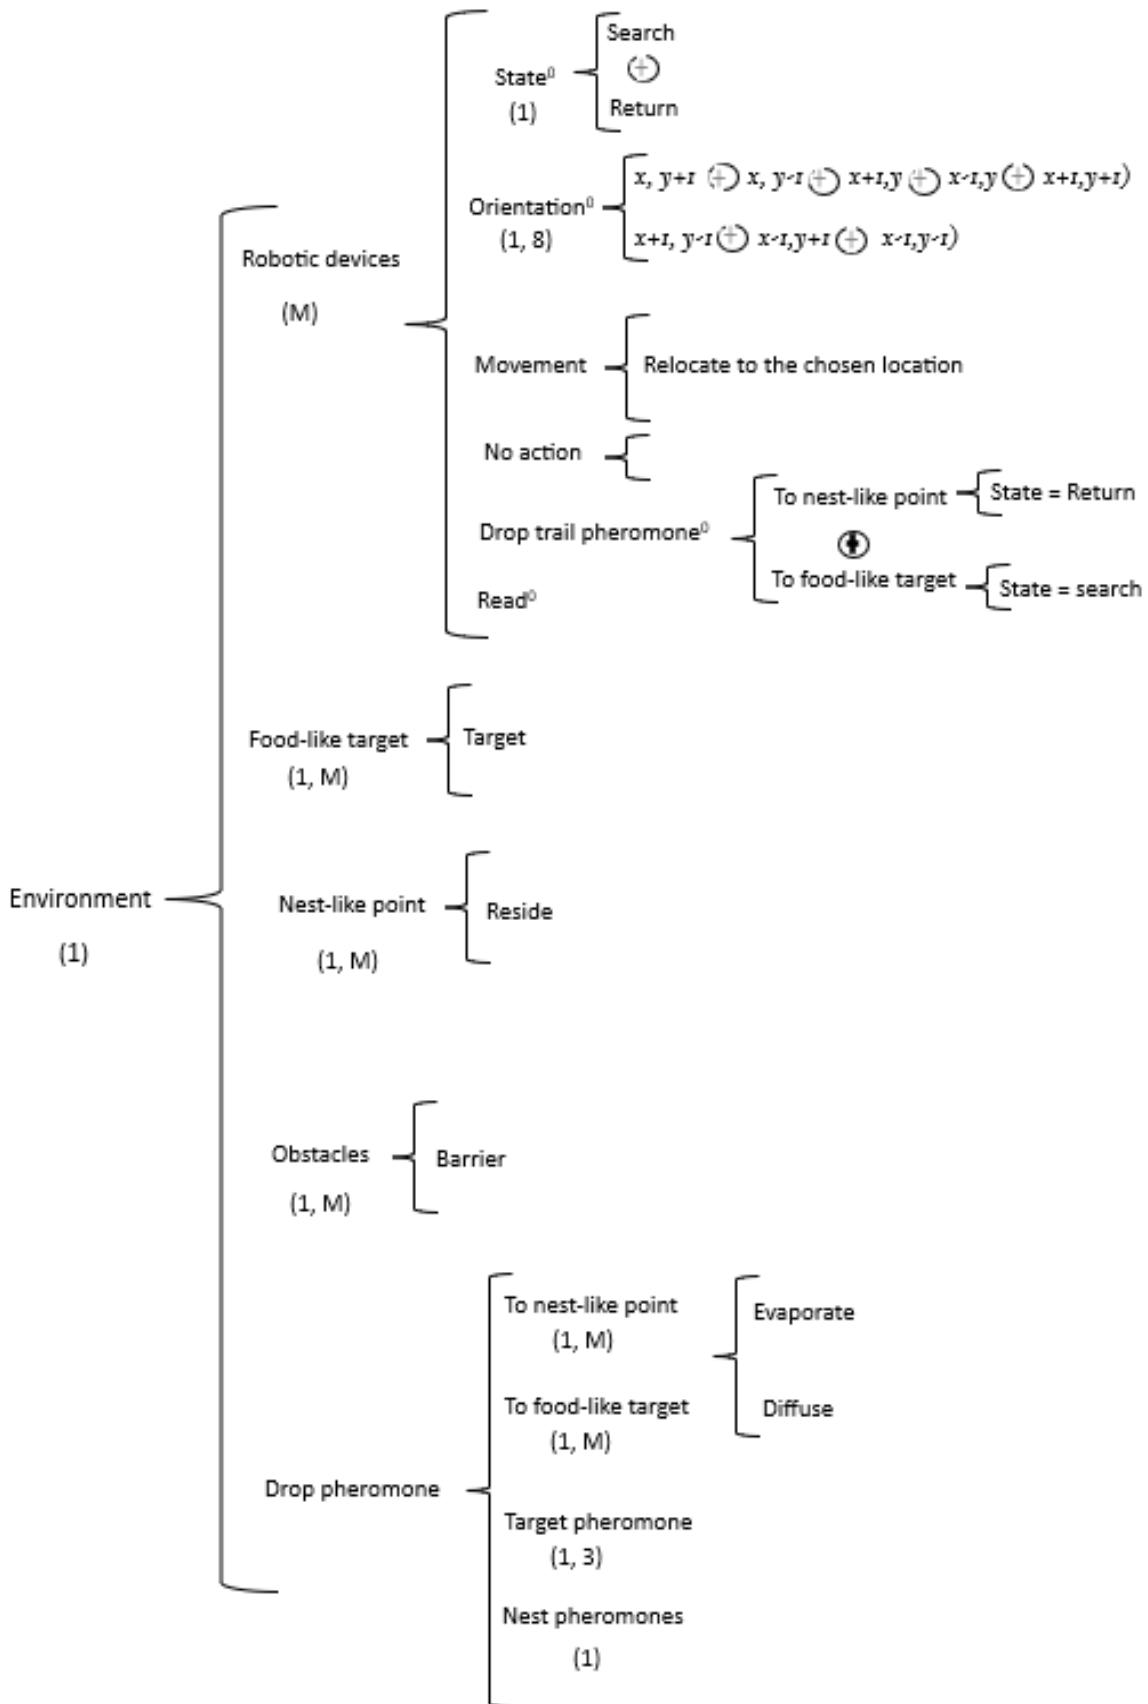 Search
State⁰
(1)
Return
x, y+1 (+) x, y-1 (+) x+1,y (+) x-1,y (+) x+1,y+1)
Orientation⁰
(1, 8)
x+1, y-1 (+) x-1,y+1 (+) x-1,y-1)
Robotic devices
(M)
Movement
Relocate to the chosen location
No action
To nest-like point
State = Return
Drop trail pheromone⁰
To food-like target
State = search
Read⁰
Food-like target
(1, M)
Target
Environment
(1)
Nest-like point
(1, M)
Reside
Obstacles
(1, M)
Barrier
To nest-like point
(1, M)
Evaporate
To food-like target
(1, M)
Diffuse
Drop pheromone
Target pheromone
(1, 3)
Nest pheromones
(1)